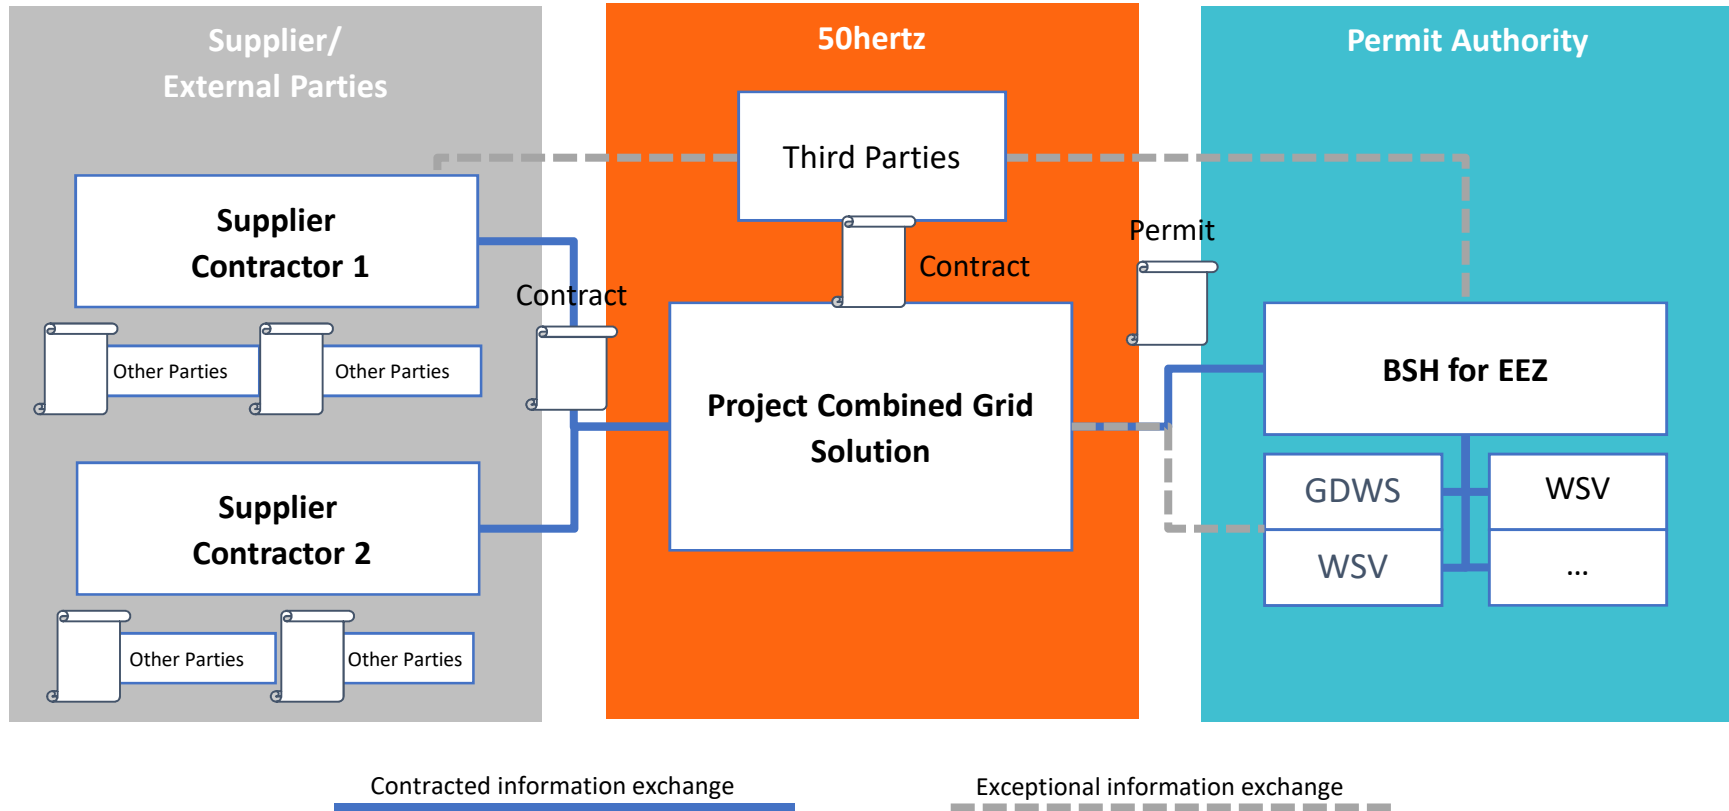 Supplier/
External Parties
50hertz
Permit Authority
Third Parties
Supplier
Contractor 1
Contract
Contract
Permit
Other Parties
Other Parties
Project Combined Grid
Solution
BSH for EEZ
Supplier
Contractor 2
GDWS
WSV
WSV
...
Other Parties
Other Parties
Contracted information exchange
Exceptional information exchange